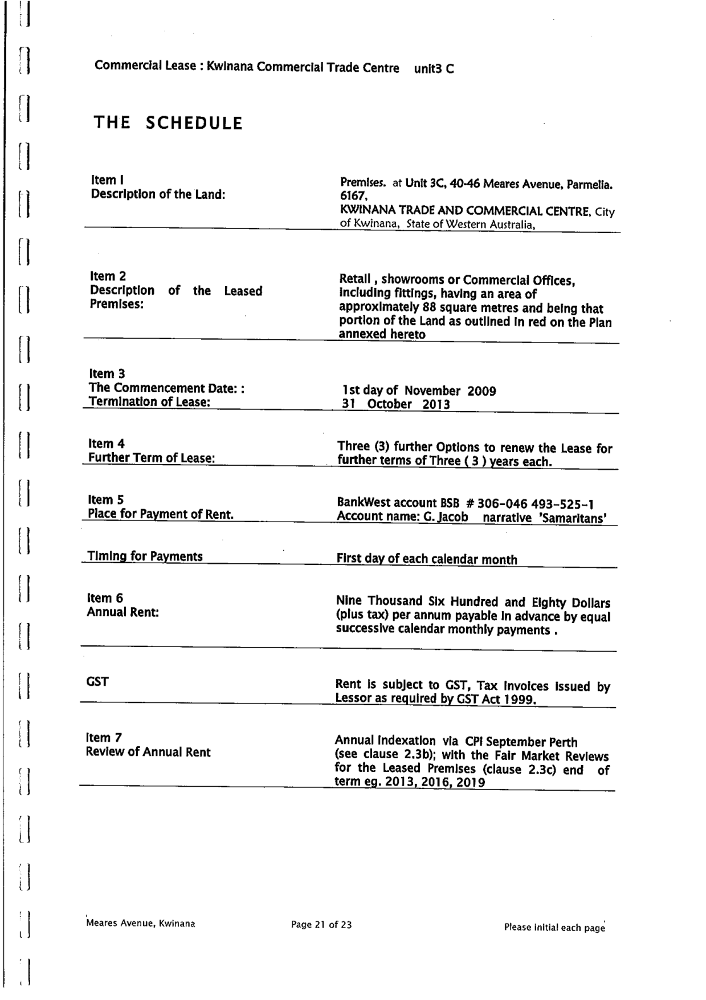 Commercial Lease : Kwinana Commercial Trade Centre unit3 C
THE SCHEDULE
Item I
Description of the Land:
Premises. at Unit 3C, 40-46 Meares Avenue, Parmelia.
6167,
KWINANA TRADE AND COMMERCIAL CENTRE, City
of Kwinana, State of Western Australia,
Item 2
Description of the Leased
Premises:
Retail , showrooms or Commercial Offices,
including fittings, having an area of
approximately 88 square metres and being that
portion of the Land as outlined in red on the Plan
annexed hereto
Item 3
The Commencement Date: :
Termination of Lease:
1st day of November 2009
31 October 2013
Item 4
Further Term of Lease:
Three (3) further Options to renew the Lease for
further terms of Three ( 3 ) years each.
Item 5
Place for Payment of Rent.
BankWest account BSB # 306-046 493-525-1
Account name: G. Jacob narrative 'Samaritans'
Timing for Payments
First day of each calendar month
Item 6
Annual Rent:
Nine Thousand Six Hundred and Eighty Dollars
(plus tax) per annum payable in advance by equal
successive calendar monthly payments .
GST
Rent is subject to GST, Tax Invoices issued by
Lessor as required by GST Act 1999.
Item 7
Review of Annual Rent
Annual Indexation via CPI September Perth
(see clause 2.3b); with the Fair Market Reviews
for the Leased Premises (clause 2.3c) end of
term eg. 2013, 2016, 2019
Meares Avenue, Kwinana
Page 21 of 23
Please initial each page